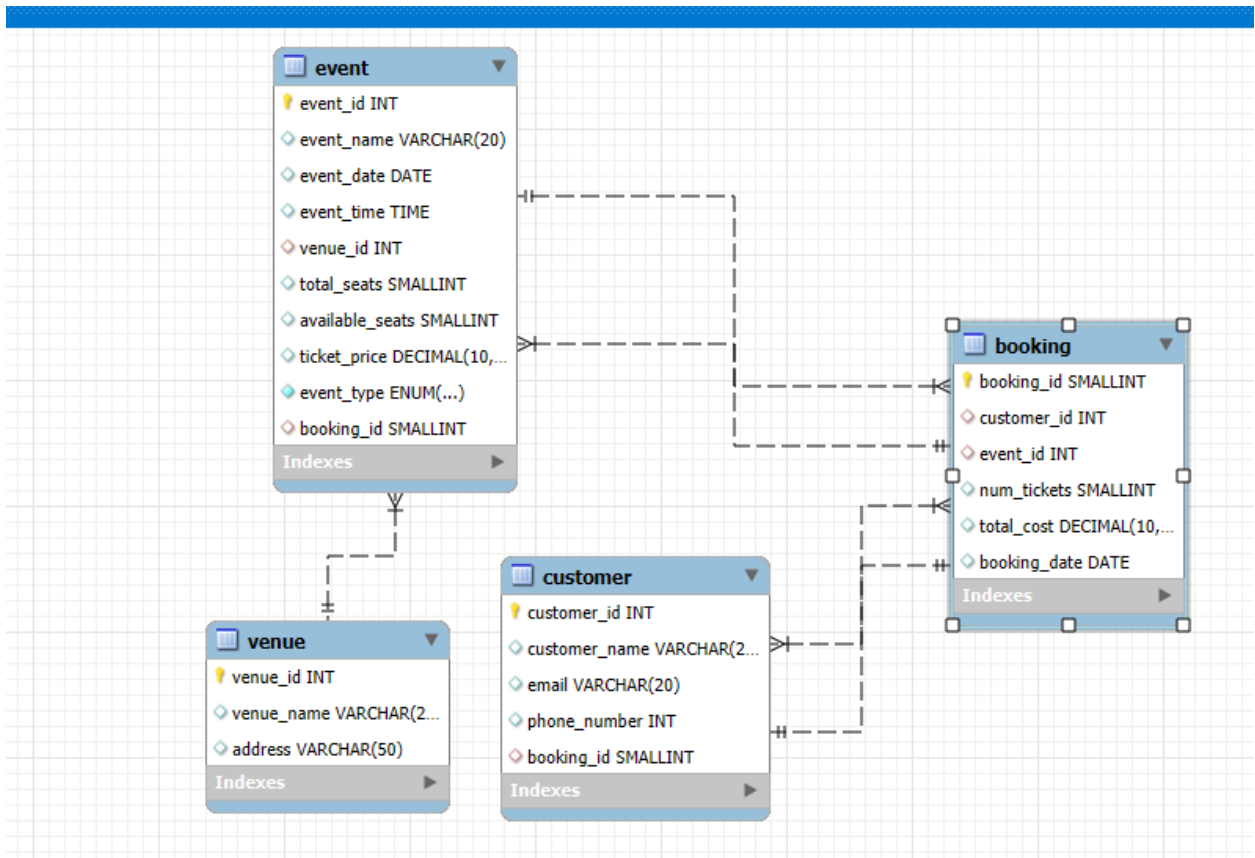 event
event_id INT
event_name VARCHAR(20)
event_date DATE
event_time TIME
venue_id INT
total_seats SMALLINT
available_seats SMALLINT
ticket_price DECIMAL(10,...
event_type ENUM(...)
booking_id SMALLINT
Indexes
booking
booking_id SMALLINT
customer_id INT
event_id INT
num_tickets SMALLINT
total_cost DECIMAL(10,...
booking_date DATE
Indexes
customer
customer_id INT
customer_name VARCHAR(2...
email VARCHAR(20)
phone_number INT
booking_id SMALLINT
Indexes
venue
venue_id INT
venue_name VARCHAR(2...
address VARCHAR(50)
Indexes